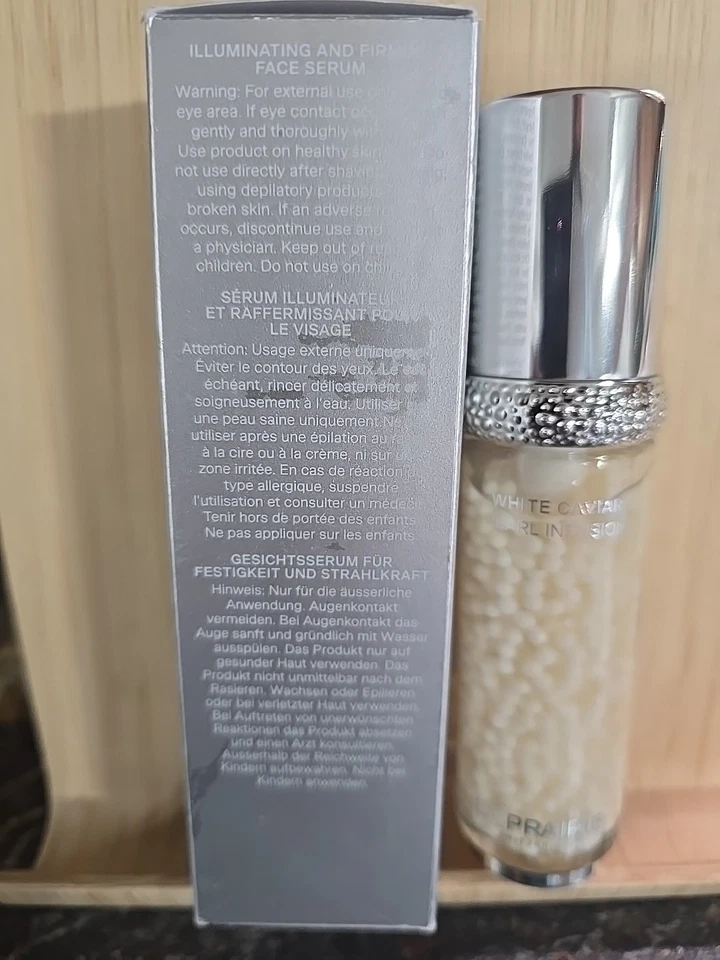 ILLUMINATING AND
FACE SERUM
Warning: For external use
eye area. If eye contact
gently and thoroughly
Use product on healthy skin
not use directly after
using depilatory
broken skin. If an adverse
occurs, discontinue use and
a physician. Keep out of
children. Do not use on
SÉRUM ILLUMINATEUR
ET RAFFERMISSANT POUR
LE VISAGE
Attention: Usage externe uniquement.
Éviter le contour des yeux. Le cas
échéant, rincer délicatement et
soigneusement à l'eau. Utiliser
une peau saine uniquement. Ne
utiliser après une épilation au
à la cire ou à la crème, ni sur
zone irritée. En cas de réaction
type allergique, suspendre
l'utilisation et consulter un médecin
Tenir hors de portée des enfants.
Ne pas appliquer sur les enfants.
GESICHTSSERUM FÜR
FESTIGKEIT UND STRAHLKRAFT
Hinweis: Nur für die äusserliche
Anwendung. Augenkontakt
vermeiden. Bei Augenkontakt das
Auge sanft und gründlich mit Wasser
ausspülen. Das Produkt nur auf
gesunder Haut verwenden. Das
Produkt nicht unmittelbar nach dem
Rasieren, Wachsen oder Epilieren
oder bei verletzter Haut verwenden.
Bei Auftreten von unerwünschten
Reaktionen das Produkt absetzen
und einen Arzt konsultieren.
Ausserhalb der Reichweite von
Kindern aufbewahren. Nicht bei
Kindern anwenden.
WHITE CAVIAR
PEARL INFUSION
PRAIRIE